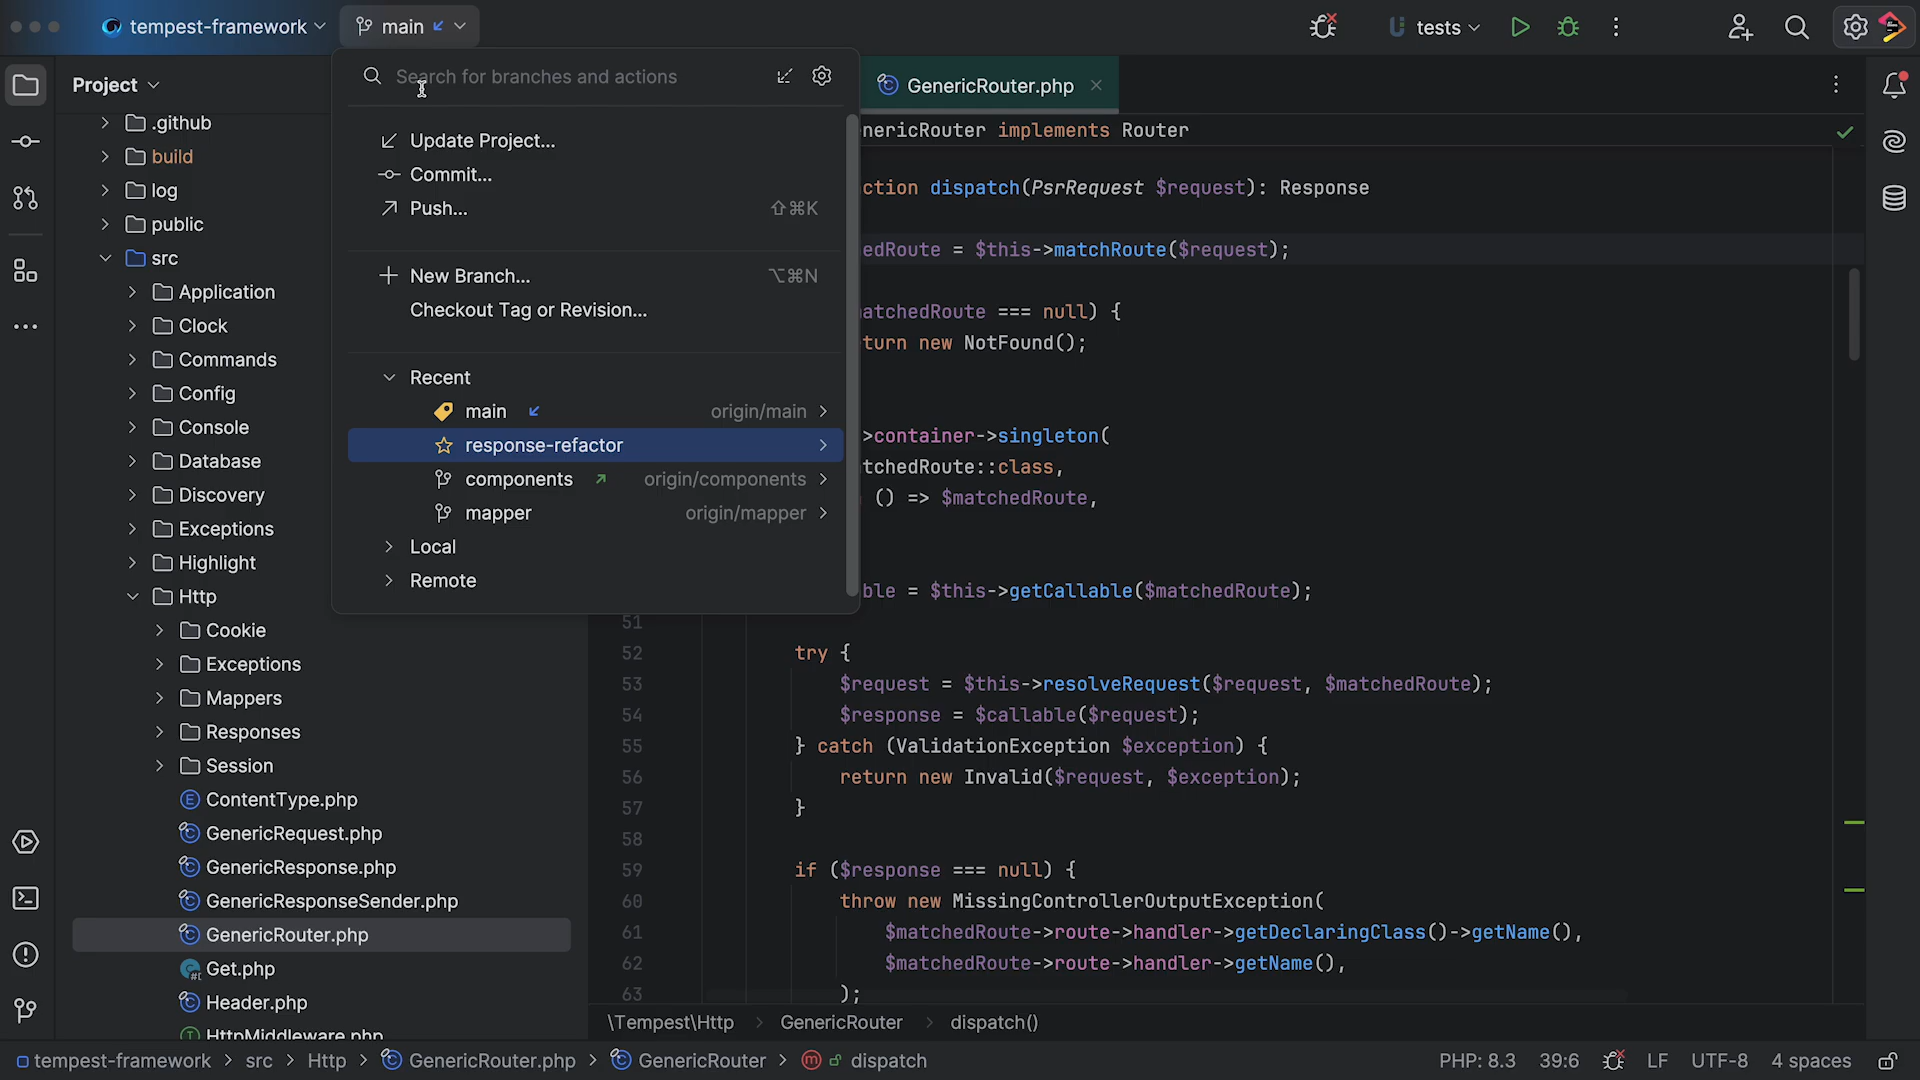 tempest-framework
main
tests
Project
.github
build
log
public
src
Application
Clock
Commands
Config
Console
Database
Discovery
Exceptions
Highlight
Http
Cookie
Exceptions
Mappers
Responses
Session
ContentType.php
GenericRequest.php
GenericResponse.php
GenericResponseSender.php
GenericRouter.php
Get.php
Header.php
HttpMiddleware.php
Search for branches and actions
Update Project...
Commit...
Push... ⇧⌘K
New Branch... ⌥⌘N
Checkout Tag or Revision...
Recent
main origin/main
response-refactor
components origin/components
mapper origin/mapper
Local
Remote
GenericRouter.php
nericRouter implements Router
ction dispatch(PsrRequest $request): Response
edRoute = $this->matchRoute($request);
atchedRoute === null) {
turn new NotFound();
>container->singleton(
tchedRoute::class,
() => $matchedRoute,
ble = $this->getCallable($matchedRoute);
51
52 try {
53 $request = $this->resolveRequest($request, $matchedRoute);
54 $response = $callable($request);
55 } catch (ValidationException $exception) {
56 return new Invalid($request, $exception);
57 }
58
59 if ($response === null) {
60 throw new MissingControllerOutputException(
61 $matchedRoute->route->handler->getDeclaringClass()->getName(),
62 $matchedRoute->route->handler->getName(),
63 );
\Tempest\Http > GenericRouter > dispatch()
tempest-framework > src > Http > GenericRouter.php > GenericRouter > dispatch
PHP: 8.3 39:6 LF UTF-8 4 spaces